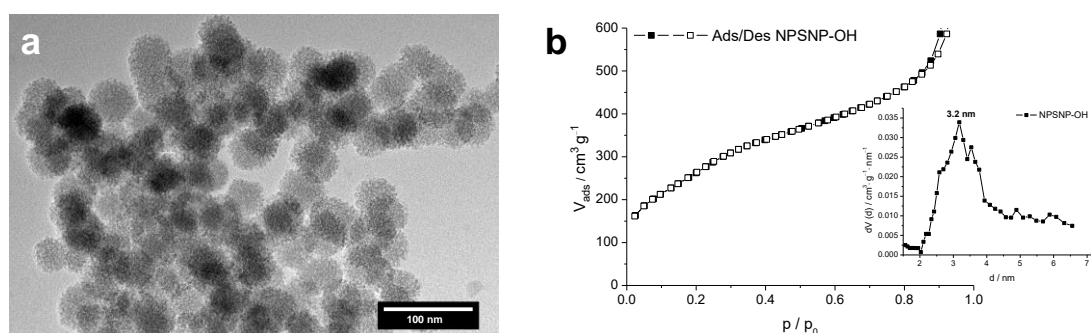 a
100 nm
b
Ads/Des NPSNP-OH
600
500
400
300
200
100
0
V_ads / cm³ g⁻¹
0.0 0.2 0.4 0.6 0.8 1.0
p / p₀
NPSNP-OH
3.2 nm
0.035
0.030
0.025
0.020
0.015
0.010
0.005
0.000
dV (d) / cm³· g⁻¹· nm⁻¹
2 3 4 5 6 7
d / nm